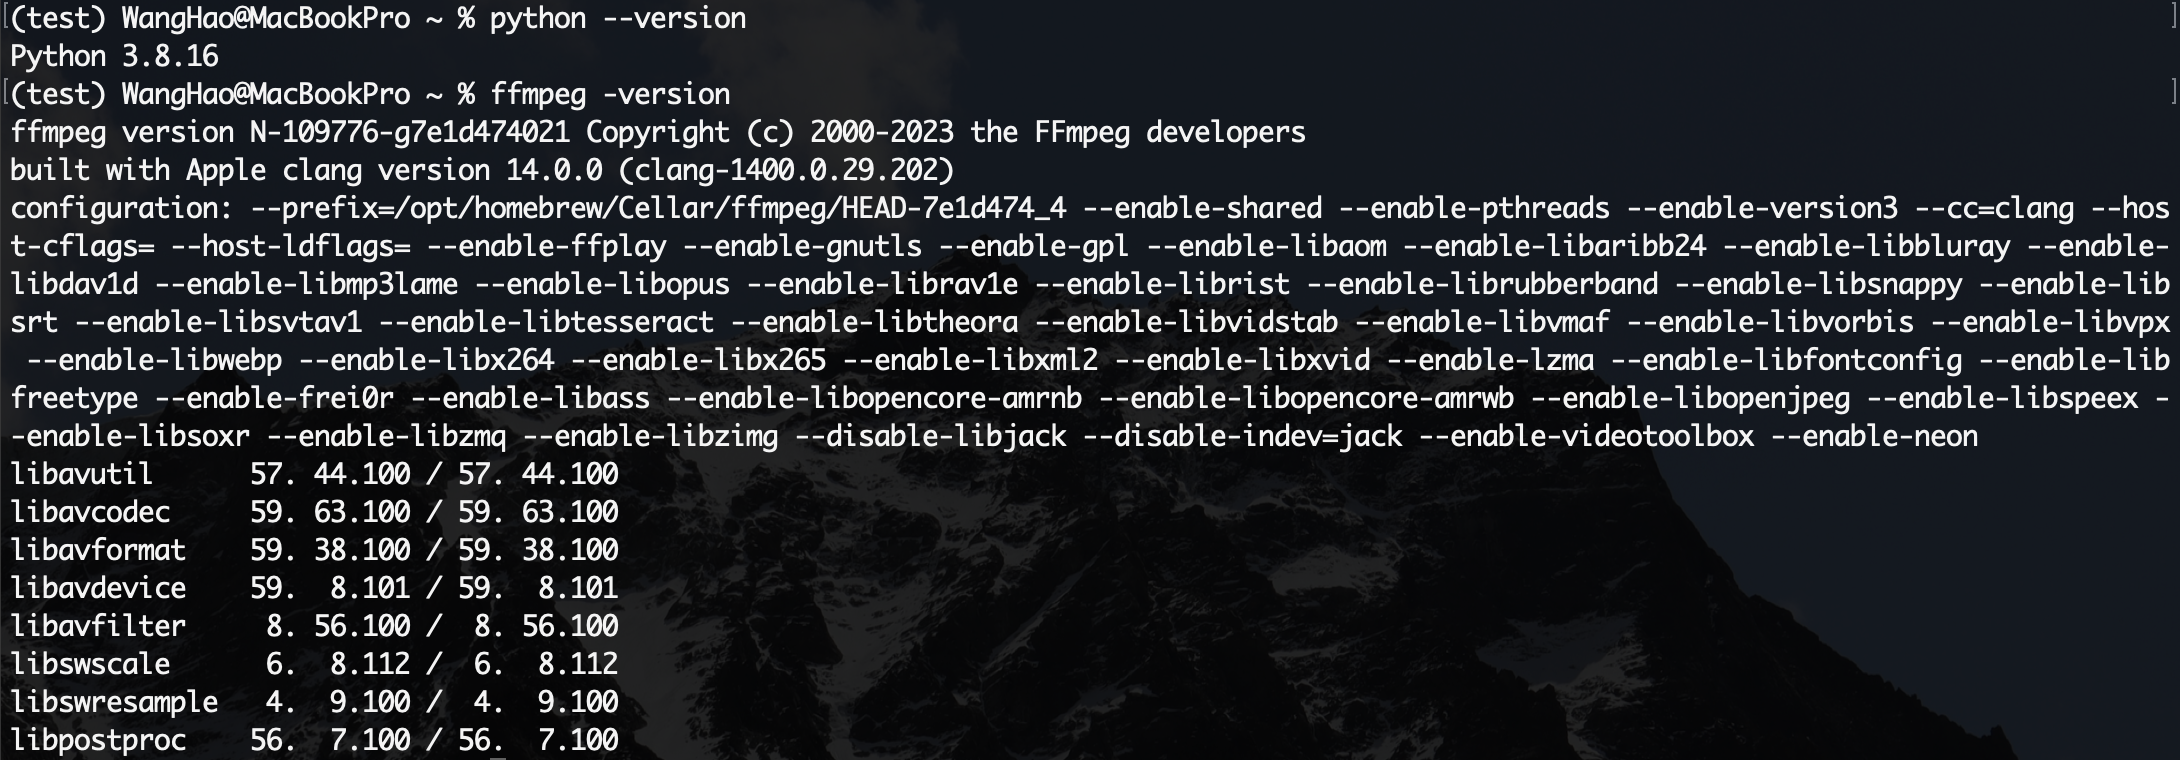 [(test) WangHao@MacBookPro ~ % python --version ]
Python 3.8.16
[(test) WangHao@MacBookPro ~ % ffmpeg -version ]
ffmpeg version N-109776-g7e1d474021 Copyright (c) 2000-2023 the FFmpeg developers
built with Apple clang version 14.0.0 (clang-1400.0.29.202)
configuration: --prefix=/opt/homebrew/Cellar/ffmpeg/HEAD-7e1d474_4 --enable-shared --enable-pthreads --enable-version3 --cc=clang --hos
t-cflags= --host-ldflags= --enable-ffplay --enable-gnutls --enable-gpl --enable-libaom --enable-libaribb24 --enable-libbluray --enable-
libdav1d --enable-libmp3lame --enable-libopus --enable-librav1e --enable-librist --enable-librubberband --enable-libsnappy --enable-lib
srt --enable-libsvtav1 --enable-libtesseract --enable-libtheora --enable-libvidstab --enable-libvmaf --enable-libvorbis --enable-libvpx
 --enable-libwebp --enable-libx264 --enable-libx265 --enable-libxml2 --enable-libxvid --enable-lzma --enable-libfontconfig --enable-lib
freetype --enable-frei0r --enable-libass --enable-libopencore-amrnb --enable-libopencore-amrwb --enable-libopenjpeg --enable-libspeex -
-enable-libsoxr --enable-libzmq --enable-libzimg --disable-libjack --disable-indev=jack --enable-videotoolbox --enable-neon
libavutil      57. 44.100 / 57. 44.100
libavcodec     59. 63.100 / 59. 63.100
libavformat    59. 38.100 / 59. 38.100
libavdevice    59.  8.101 / 59.  8.101
libavfilter     8. 56.100 /  8. 56.100
libswscale      6.  8.112 /  6.  8.112
libswresample   4.  9.100 /  4.  9.100
libpostproc    56.  7.100 / 56.  7.100